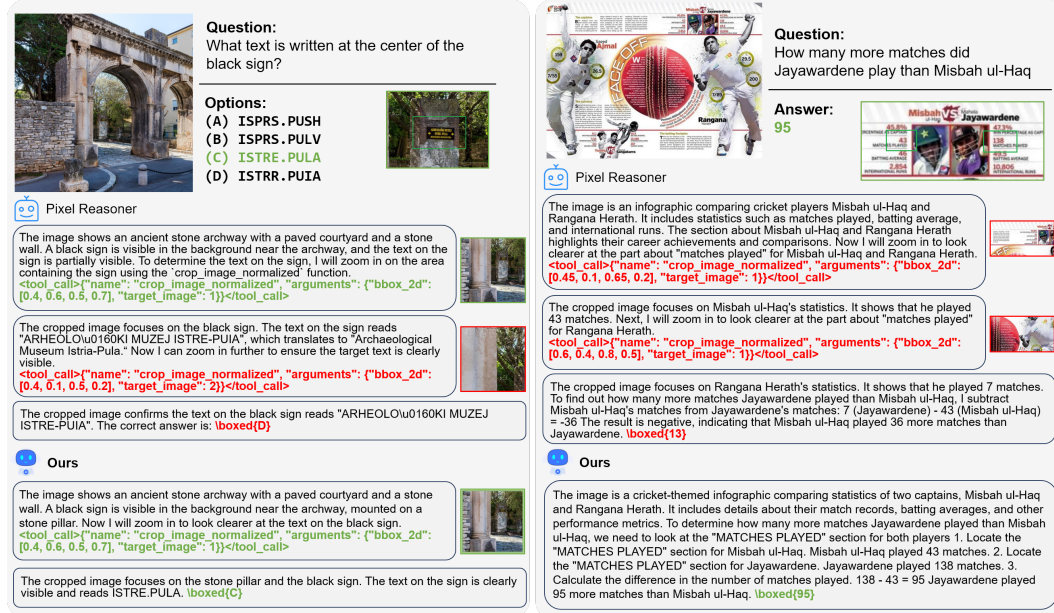 Question:
What text is written at the center of the
black sign?
Options:
(A) ISPRS.PUSH
(B) ISPRS.PULV
(C) ISTRE.PULA
(D) ISTRR.PUIA
Pixel Reasoner
The image shows an ancient stone archway with a paved courtyard and a stone
wall. A black sign is visible in the background near the archway, and the text on the
sign is partially visible. To determine the text on the sign, I will zoom in on the area
containing the sign using the `crop_image_normalized` function.
<tool_call>{"name": "crop_image_normalized", "arguments": {"bbox_2d":
[0.4, 0.6, 0.5, 0.7], "target_image": 1}}</tool_call>
The cropped image focuses on the black sign. The text on the sign reads
"ARHEOLO\u0160KI MUZEJ ISTRE-PUIA", which translates to "Archaeological
Museum Istria-Pula." Now I can zoom in further to ensure the target text is clearly
visible.
<tool_call>{"name": "crop_image_normalized", "arguments": {"bbox_2d":
[0.4, 0.1, 0.5, 0.2], "target_image": 2}}</tool_call>
The cropped image confirms the text on the black sign reads "ARHEOLO\u0160KI MUZEJ
ISTRE-PUIA". The correct answer is: \boxed{D}
Ours
The image shows an ancient stone archway with a paved courtyard and a stone
wall. A black sign is visible in the background near the archway, mounted on a
stone pillar. Now I will zoom in to look clearer at the text on the black sign.
<tool_call>{"name": "crop_image_normalized", "arguments": {"bbox_2d":
[0.4, 0.6, 0.5, 0.7], "target_image": 1}}</tool_call>
The cropped image focuses on the stone pillar and the black sign. The text on the sign is clearly
visible and reads ISTRE.PULA. \boxed{C}
Saeed
Ajmal
FACE OFF
Rangana
Question:
How many more matches did
Jayawardene play than Misbah ul-Haq
Answer:
95
Misbah VS Mahela
ul-Haq Jayawardene
45.8% 47.3%
43
MATCHES PLAYED
46
BATTING AVERAGE
2,854 10,806
INTERNATIONAL RUNS INTERNATIONAL RUNS
Pixel Reasoner
The image is an infographic comparing cricket players Misbah ul-Haq and
Rangana Herath. It includes statistics such as matches played, batting average,
and international runs. The section about Misbah ul-Haq and Rangana Herath
highlights their career achievements and comparisons. Now I will zoom in to look
clearer at the part about "matches played" for Misbah ul-Haq and Rangana Herath.
<tool_call>{"name": "crop_image_normalized", "arguments": {"bbox_2d":
[0.45, 0.1, 0.65, 0.2], "target_image": 1}}</tool_call>
The cropped image focuses on Misbah ul-Haq's statistics. It shows that he played
43 matches. Next, I will zoom in to look clearer at the part about "matches played"
for Rangana Herath.
<tool_call>{"name": "crop_image_normalized", "arguments": {"bbox_2d":
[0.6, 0.4, 0.8, 0.5], "target_image": 1}}</tool_call>
The cropped image focuses on Rangana Herath's statistics. It shows that he played 7 matches.
To find out how many more matches Jayawardene played than Misbah ul-Haq, I subtract
Misbah ul-Haq's matches from Jayawardene's matches: 7 (Jayawardene) - 43 (Misbah ul-Haq)
= -36 The result is negative, indicating that Misbah ul-Haq played 36 more matches than
Jayawardene. \boxed{13}
Ours
The image is a cricket-themed infographic comparing statistics of two captains, Misbah ul-Haq
and Rangana Herath. It includes details about their match records, batting averages, and other
performance metrics. To determine how many more matches Jayawardene played than Misbah
ul-Haq, we need to look at the "MATCHES PLAYED" section for both players 1. Locate the
"MATCHES PLAYED" section for Misbah ul-Haq. Misbah ul-Haq played 43 matches. 2. Locate
the "MATCHES PLAYED" section for Jayawardene. Jayawardene played 138 matches. 3.
Calculate the difference in the number of matches played. 138 - 43 = 95 Jayawardene played
95 more matches than Misbah ul-Haq. \boxed{95}